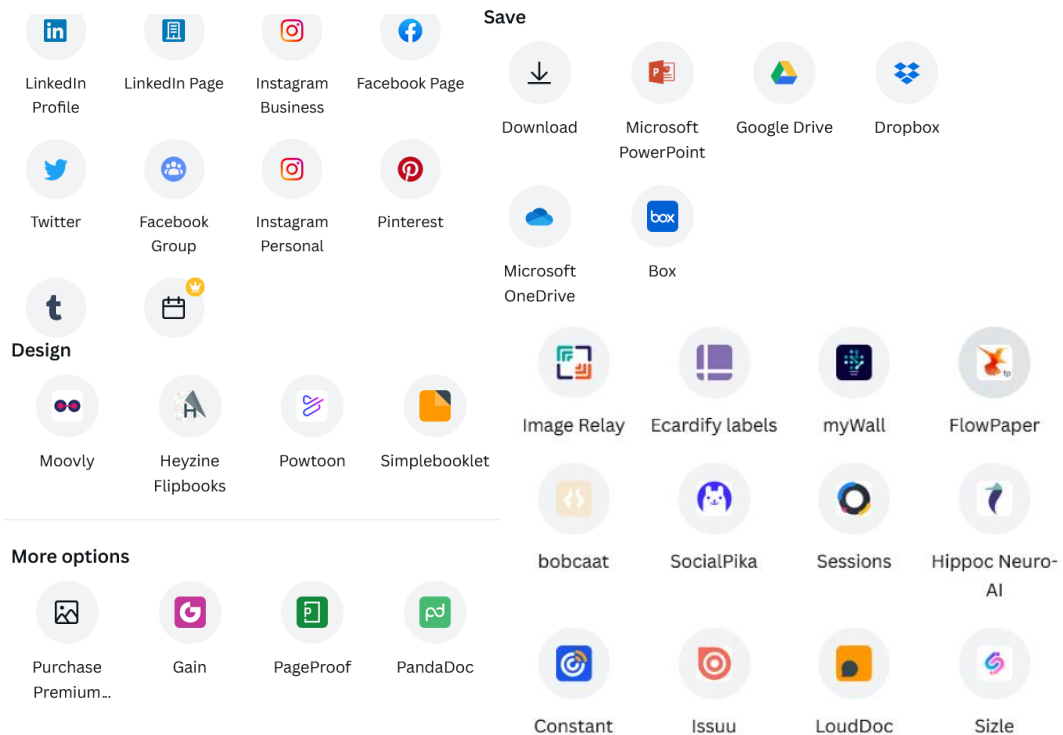 LinkedIn Profile
LinkedIn Page
Instagram Business
Facebook Page
Twitter
Facebook Group
Instagram Personal
Pinterest
Design
Moovly
Heyzine Flipbooks
Powtoon
Simplebooklet
More options
Purchase Premium...
Gain
PageProof
PandaDoc
Save
Download
Microsoft PowerPoint
Google Drive
Dropbox
Microsoft OneDrive
box
Box
Image Relay
Ecardify labels
myWall
fp
FlowPaper
bobcaat
SocialPika
Sessions
Hippoc Neuro-AI
Constant
Issuu
LoudDoc
Sizle